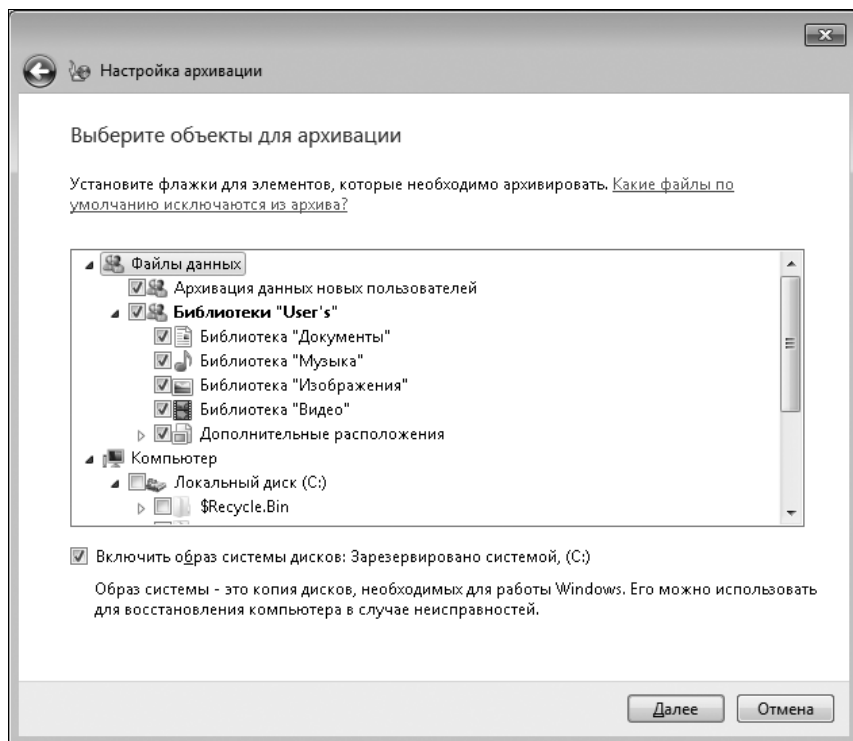 Настройка архивации
Выберите объекты для архивации
Установите флажки для элементов, которые необходимо архивировать. Какие файлы по
умолчанию исключаются из архива?
Файлы данных
Архивация данных новых пользователей
Библиотеки "User's"
Библиотека "Документы"
Библиотека "Музыка"
Библиотека "Изображения"
Библиотека "Видео"
Дополнительные расположения
Компьютер
Локальный диск (C:)
$Recycle.Bin
Включить образ системы дисков: Зарезервировано системой, (C:)
Образ системы - это копия дисков, необходимых для работы Windows. Его можно использовать
для восстановления компьютера в случае неисправностей.
Далее Отмена